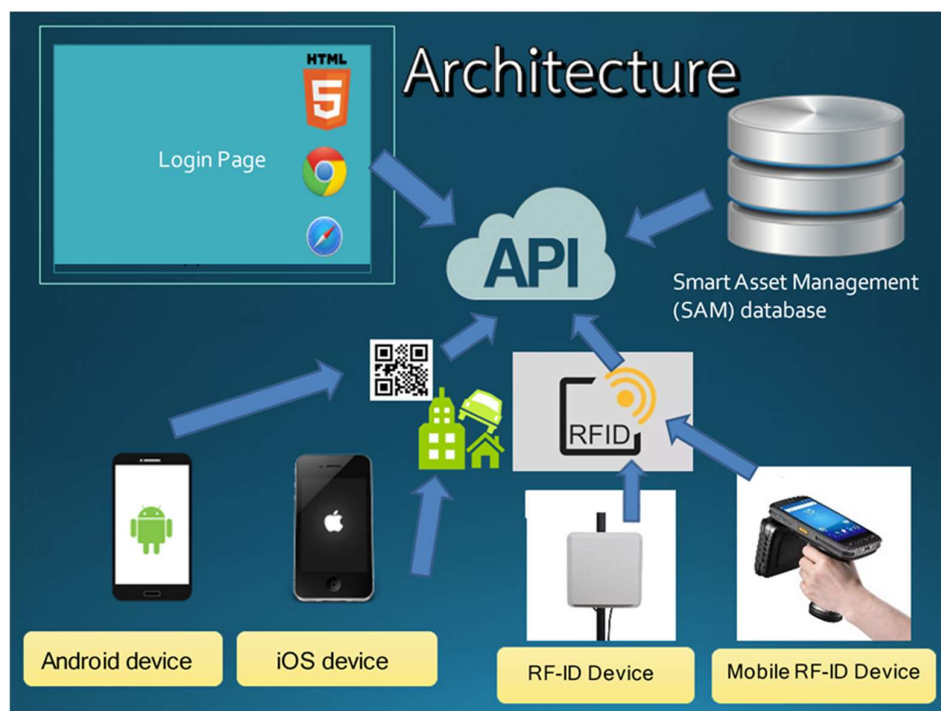 Architecture
HTML
5
Login Page
API
Smart Asset Management
(SAM) database
RFID
Android device
iOS device
RF-ID Device
Mobile RF-ID Device